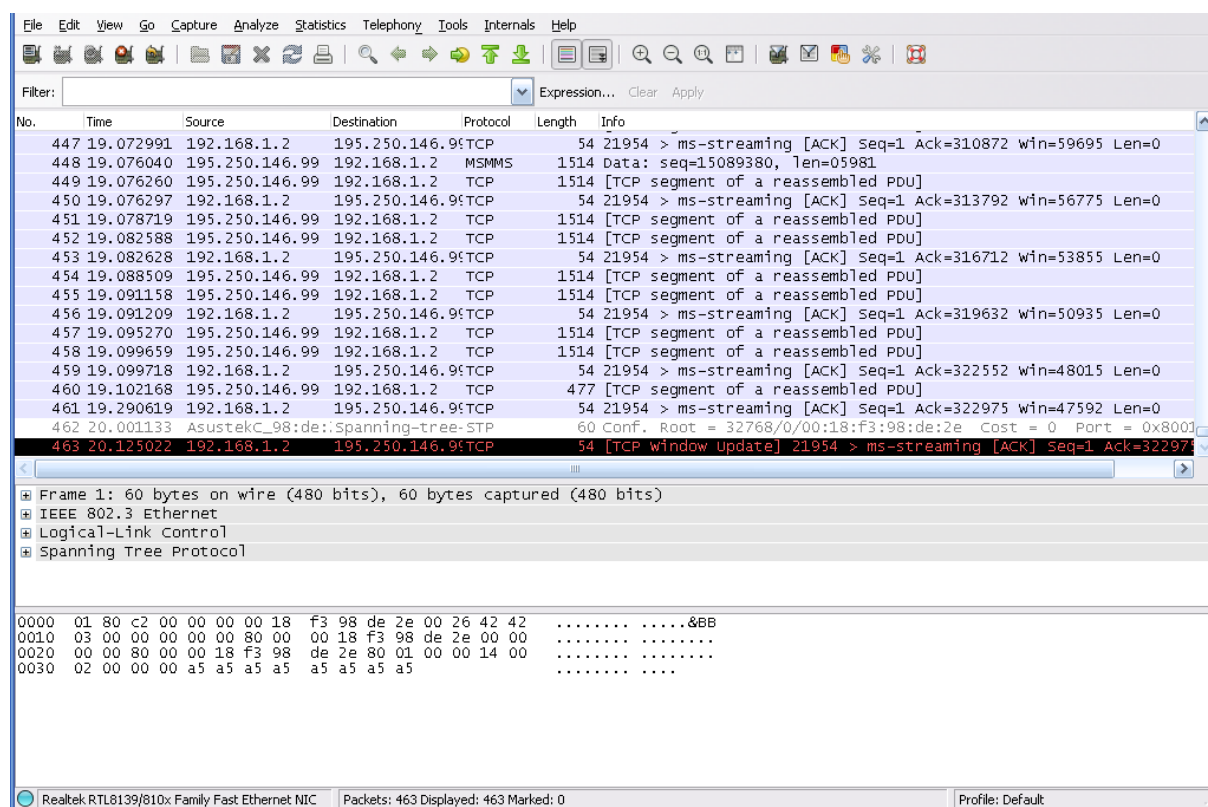 File Edit View Go Capture Analyze Statistics Telephony Tools Internals Help
Filter: Expression... Clear Apply
No. Time Source Destination Protocol Length Info
447 19.072991 192.168.1.2 195.250.146.99 TCP 54 21954 > ms-streaming [ACK] Seq=1 Ack=310872 Win=59695 Len=0
448 19.076040 195.250.146.99 192.168.1.2 MSMMS 1514 Data: seq=15089380, len=05981
449 19.076260 195.250.146.99 192.168.1.2 TCP 1514 [TCP segment of a reassembled PDU]
450 19.076297 192.168.1.2 195.250.146.99 TCP 54 21954 > ms-streaming [ACK] Seq=1 Ack=313792 Win=56775 Len=0
451 19.078719 195.250.146.99 192.168.1.2 TCP 1514 [TCP segment of a reassembled PDU]
452 19.082588 195.250.146.99 192.168.1.2 TCP 1514 [TCP segment of a reassembled PDU]
453 19.082628 192.168.1.2 195.250.146.99 TCP 54 21954 > ms-streaming [ACK] Seq=1 Ack=316712 Win=53855 Len=0
454 19.088509 195.250.146.99 192.168.1.2 TCP 1514 [TCP segment of a reassembled PDU]
455 19.091158 195.250.146.99 192.168.1.2 TCP 1514 [TCP segment of a reassembled PDU]
456 19.091209 192.168.1.2 195.250.146.99 TCP 54 21954 > ms-streaming [ACK] Seq=1 Ack=319632 Win=50935 Len=0
457 19.095270 195.250.146.99 192.168.1.2 TCP 1514 [TCP segment of a reassembled PDU]
458 19.099659 195.250.146.99 192.168.1.2 TCP 1514 [TCP segment of a reassembled PDU]
459 19.099718 192.168.1.2 195.250.146.99 TCP 54 21954 > ms-streaming [ACK] Seq=1 Ack=322552 Win=48015 Len=0
460 19.102168 195.250.146.99 192.168.1.2 TCP 477 [TCP segment of a reassembled PDU]
461 19.290619 192.168.1.2 195.250.146.99 TCP 54 21954 > ms-streaming [ACK] Seq=1 Ack=322975 Win=47592 Len=0
462 20.001133 AsustekC_98:de: Spanning-tree- STP 60 Conf. Root = 32768/0/00:18:f3:98:de:2e Cost = 0 Port = 0x8001
463 20.125022 192.168.1.2 195.250.146.99 TCP 54 [TCP Window Update] 21954 > ms-streaming [ACK] Seq=1 Ack=322975
Frame 1: 60 bytes on wire (480 bits), 60 bytes captured (480 bits)
IEEE 802.3 Ethernet
Logical-Link Control
Spanning Tree Protocol
0000 01 80 c2 00 00 00 00 18 f3 98 de 2e 00 26 42 42 ........ .....&BB
0010 03 00 00 00 00 00 80 00 00 18 f3 98 de 2e 00 00 ........ ........
0020 00 00 80 00 00 18 f3 98 de 2e 80 01 00 00 14 00 ........ ........
0030 02 00 00 00 a5 a5 a5 a5 a5 a5 a5 a5 ........ ....
Realtek RTL8139/810x Family Fast Ethernet NIC Packets: 463 Displayed: 463 Marked: 0 Profile: Default